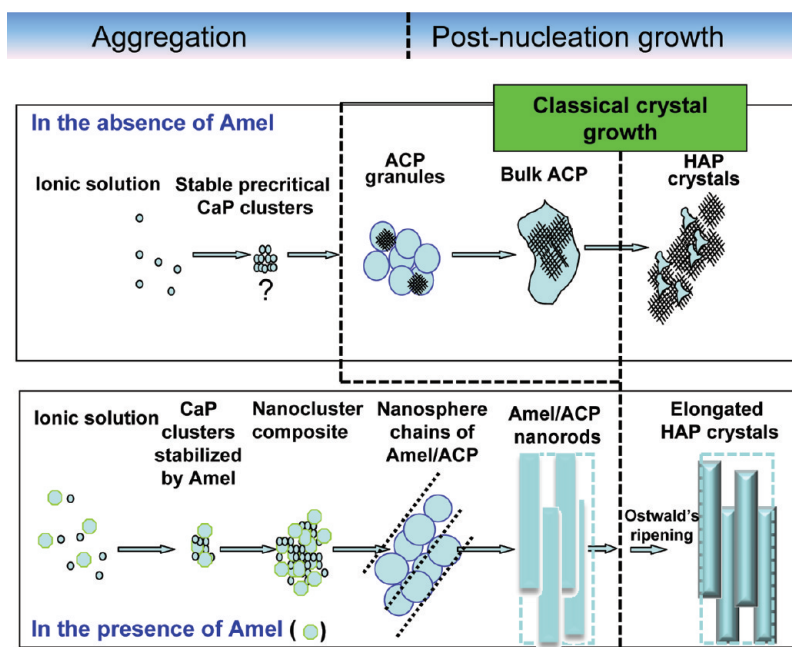 Aggregation
Post-nucleation growth
Classical crystal
growth
In the absence of Amel
Ionic solution
Stable precritical
CaP clusters
?
ACP
granules
Bulk ACP
HAP
crystals
Ionic solution
CaP
clusters
stabilized
by Amel
Nanocluster
composite
Nanosphere
chains of
Amel/ACP
Amel/ACP
nanorods
Ostwald's
ripening
Elongated
HAP crystals
In the presence of Amel ( )